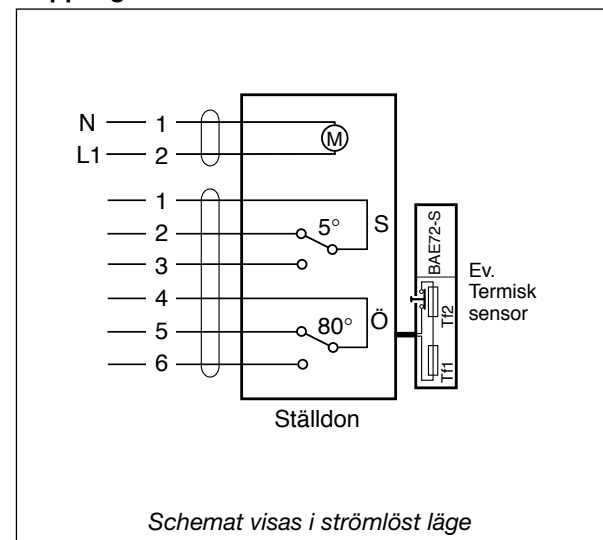 N 1
M
L1 2
1
S
2 5°
3
4
Ö
5 80°
6
BAE72-S
Tf2
Tf1
Ev.
Termisk
sensor
Ställdon
Schemat visas i strömlöst läge